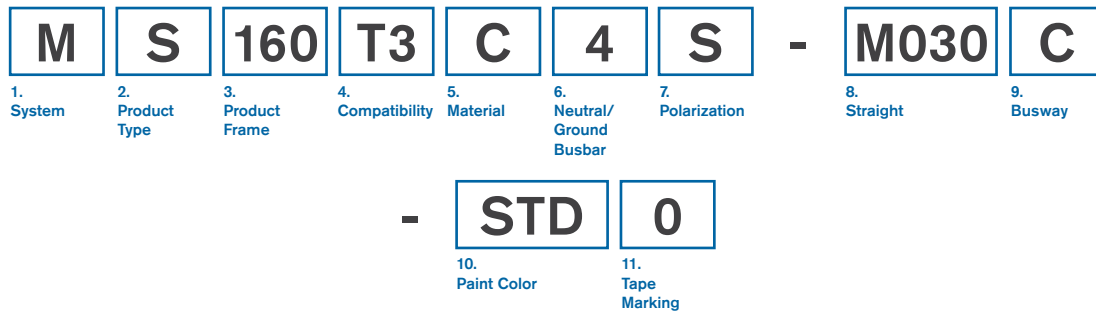 M S 160 T3 C 4 S - M030 C
1. 2. 3. 4. 5. 6. 7. 8. 9.
System Product Product Compatibility Material Neutral/ Polarization Straight Busway
Type Frame Ground
Busbar
- STD 0
10. 11.
Paint Color Tape
Marking